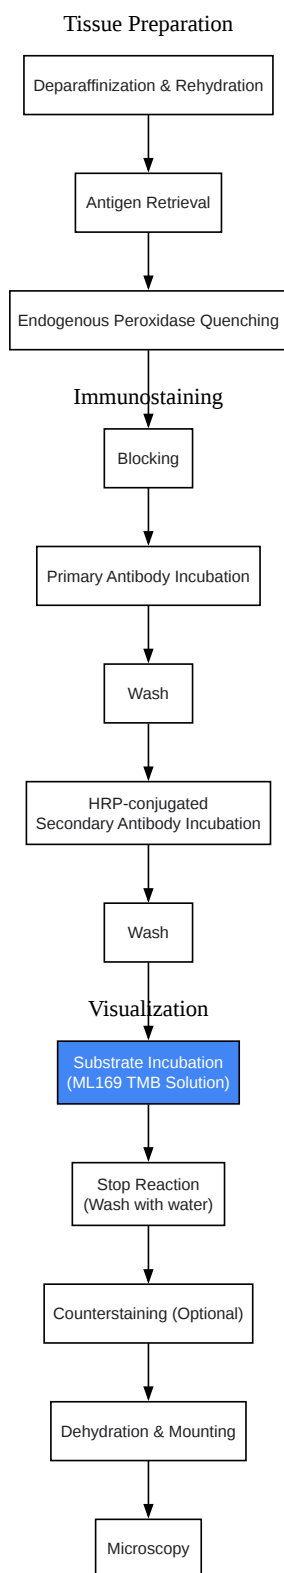 Tissue Preparation
Deparaffinization & Rehydration
Antigen Retrieval
Endogenous Peroxidase Quenching
Immunostaining
Blocking
Primary Antibody Incubation
Wash
HRP-conjugated
Secondary Antibody Incubation
Wash
Visualization
Substrate Incubation
(ML169 TMB Solution)
Stop Reaction
(Wash with water)
Counterstaining (Optional)
Dehydration & Mounting
Microscopy